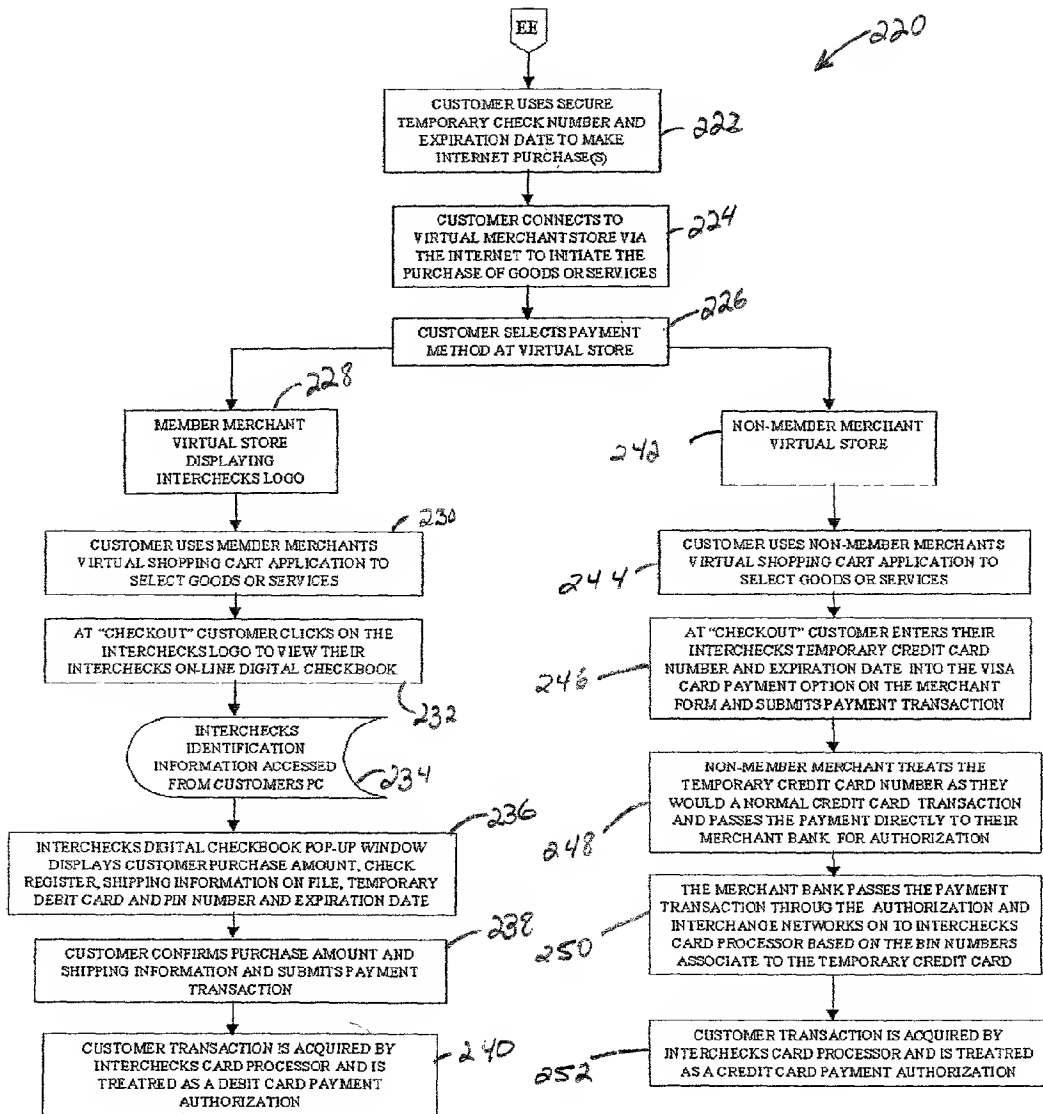 EE
220
CUSTOMER USES SECURE
TEMPORARY CHECK NUMBER AND
EXPIRATION DATE TO MAKE
INTERNET PURCHASE(S)
222
CUSTOMER CONNECTS TO
VIRTUAL MERCHANT STORE VIA
THE INTERNET TO INITIATE THE
PURCHASE OF GOODS OR SERVICES
224
CUSTOMER SELECTS PAYMENT
METHOD AT VIRTUAL STORE
226
228
MEMBER MERCHANT
VIRTUAL STORE
DISPLAYING
INTERCHECKS LOGO
230
CUSTOMER USES MEMBER MERCHANTS
VIRTUAL SHOPPING CART APPLICATION TO
SELECT GOODS OR SERVICES
AT "CHECKOUT" CUSTOMER CLICKS ON THE
INTERCHECKS LOGO TO VIEW THEIR
INTERCHECKS ON-LINE DIGITAL CHECKBOOK
232
INTERCHECKS
IDENTIFICATION
INFORMATION ACCESSED
FROM CUSTOMERS PC
234
236
INTERCHECKS DIGITAL CHECKBOOK POP-UP WINDOW
DISPLAYS CUSTOMER PURCHASE AMOUNT, CHECK
REGISTER, SHIPPING INFORMATION ON FILE, TEMPORARY
DEBIT CARD AND PIN NUMBER AND EXPIRATION DATE
238
CUSTOMER CONFIRMS PURCHASE AMOUNT AND
SHIPPING INFORMATION AND SUBMITS PAYMENT
TRANSACTION
CUSTOMER TRANSACTION IS ACQUIRED BY
INTERCHECKS CARD PROCESSOR AND IS
TREATRED AS A DEBIT CARD PAYMENT
AUTHORIZATION
240
242
NON-MEMBER MERCHANT
VIRTUAL STORE
244
CUSTOMER USES NON-MEMBER MERCHANTS
VIRTUAL SHOPPING CART APPLICATION TO
SELECT GOODS OR SERVICES
246
AT "CHECKOUT" CUSTOMER ENTERS THEIR
INTERCHECKS TEMPORARY CREDIT CARD
NUMBER AND EXPIRATION DATE INTO THE VISA
CARD PAYMENT OPTION ON THE MERCHANT
FORM AND SUBMITS PAYMENT TRANSACTION
248
NON-MEMBER MERCHANT TREATS THE
TEMPORARY CREDIT CARD NUMBER AS THEY
WOULD A NORMAL CREDIT CARD TRANSACTION
AND PASSES THE PAYMENT DIRECTLY TO THEIR
MERCHANT BANK FOR AUTHORIZATION
250
THE MERCHANT BANK PASSES THE PAYMENT
TRANSACTION THROUG THE AUTHORIZATION AND
INTERCHANGE NETWORKS ON TO INTERCHECKS
CARD PROCESSOR BASED ON THE BIN NUMBERS
ASSOCIATE TO THE TEMPORARY CREDIT CARD
252
CUSTOMER TRANSACTION IS ACQUIRED BY
INTERCHECKS CARD PROCESSOR AND IS TREATRED
AS A CREDIT CARD PAYMENT AUTHORIZATION